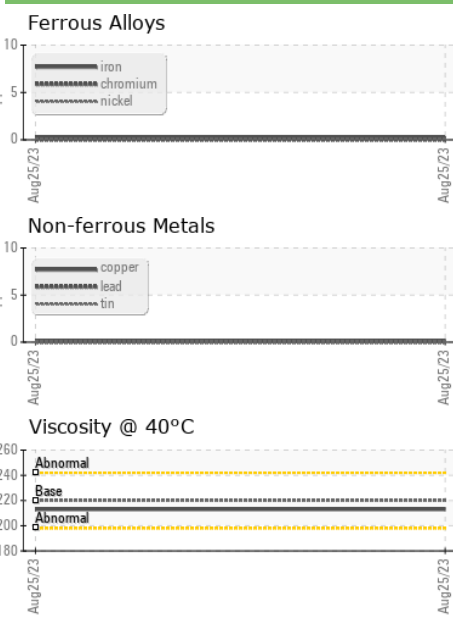 Ferrous Alloys
10
iron
chromium
5
nickel
0
Aug25/23
Aug25/23
Non-ferrous Metals
10
copper
lead
5
tin
0
Aug25/23
Aug25/23
Viscosity @ 40°C
260
Abnormal
240
Base
220
Abnormal
200
180
Aug25/23
Aug25/23